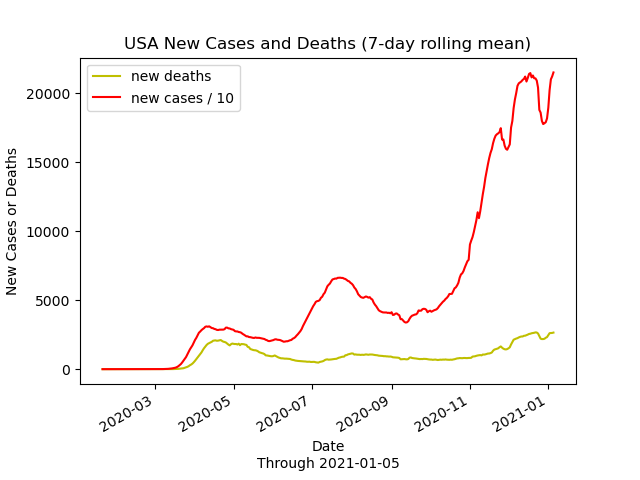 USA New Cases and Deaths (7-day rolling mean)
new deaths
new cases / 10
New Cases or Deaths
20000
15000
10000
5000
0
2020-03
2020-05
2020-07
2020-09
2020-11
2021-01
Date
Through 2021-01-05